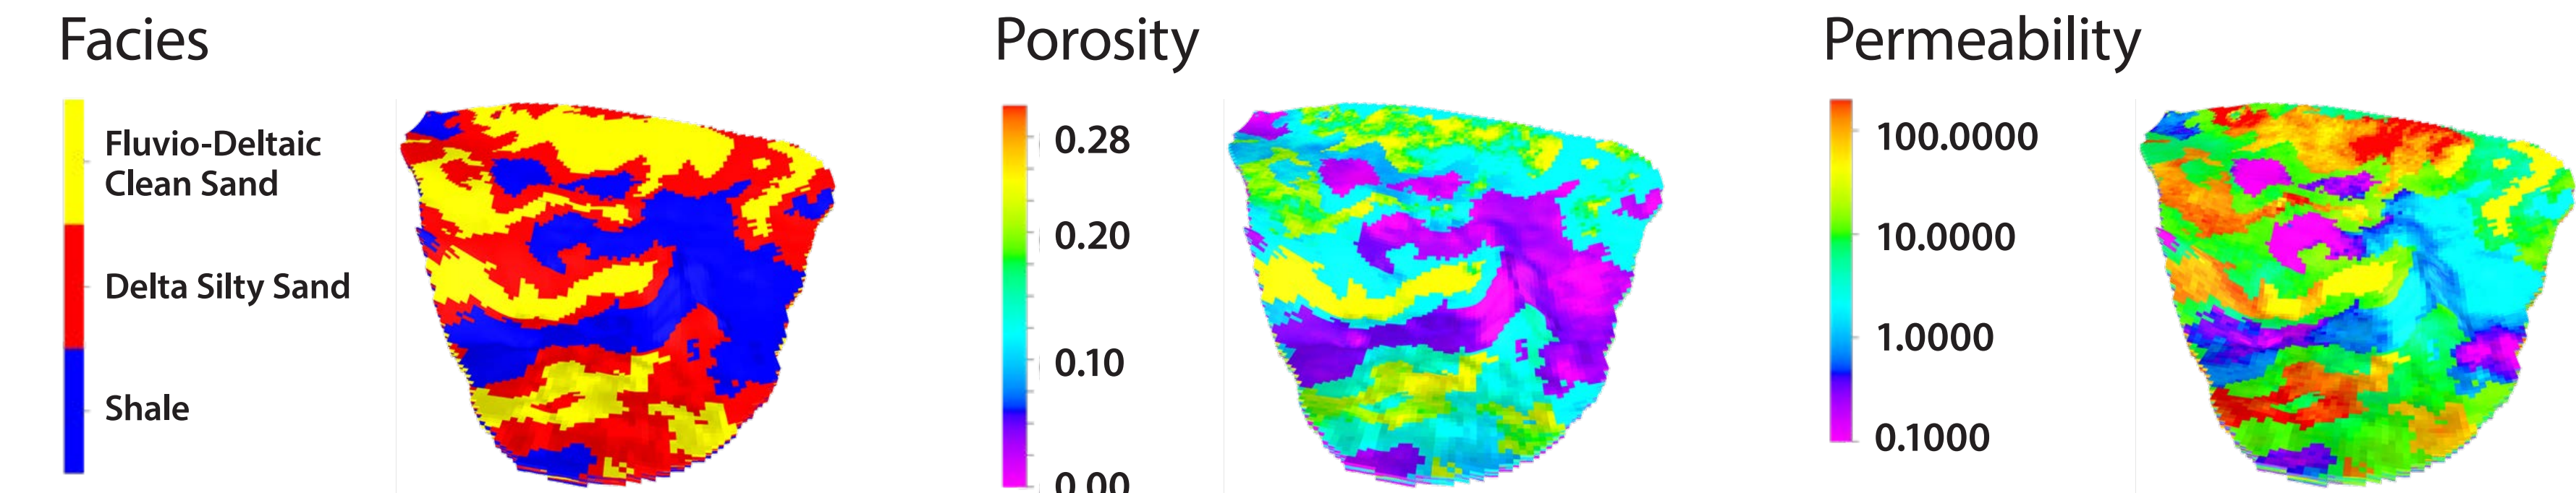 Facies
Fluvio-Deltaic
Clean Sand
Delta Silty Sand
Shale
Porosity
0.28
0.20
0.10
0.00
Permeability
100.0000
10.0000
1.0000
0.1000